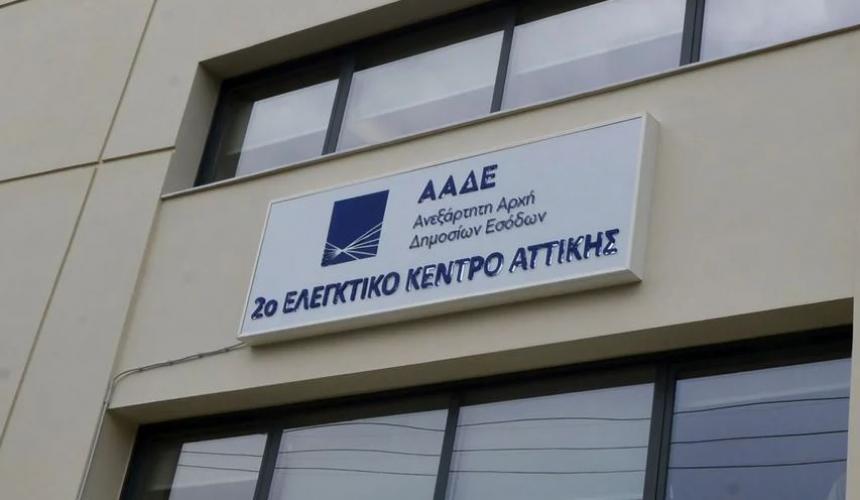 ΑΑΔΕ
Ανεξάρτητη Αρχή
Δημοσίων Εσόδων
2ο ΕΛΕΓΚΤΙΚΟ ΚΕΝΤΡΟ ΑΤΤΙΚΗΣ